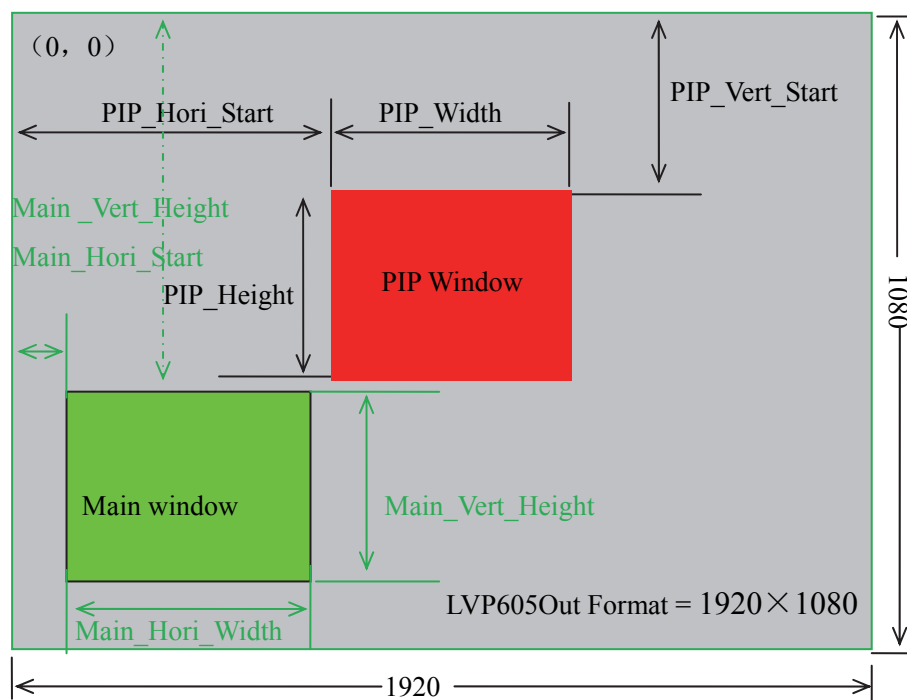 （0，0）
PIP_Vert_Start
PIP_Hori_Start
PIP_Width
Main _Vert_Height
Main_Hori_Start
PIP_Height
PIP Window
1080
Main window
Main_Vert_Height
LVP605Out Format = 1920×1080
Main_Hori_Width
1920